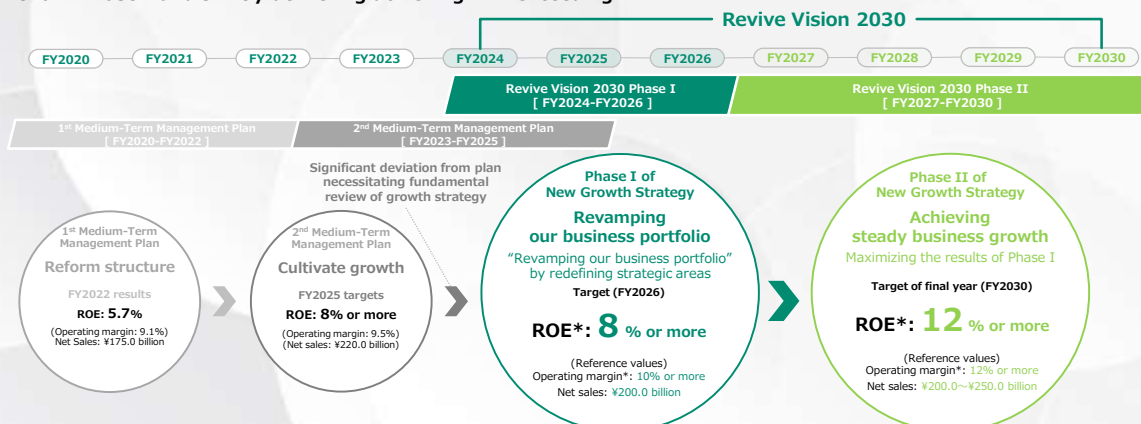 Revive Vision 2030
FY2020
FY2021
FY2022
FY2023
FY2024
FY2025
FY2026
FY2027
FY2028
FY2029
FY2030
Revive Vision 2030 Phase I
[ FY2024-FY2026 ]
Revive Vision 2030 Phase II
[ FY2027-FY2030 ]
1st Medium-Term Management Plan
[ FY2020-FY2022 ]
2nd Medium-Term Management Plan
[ FY2023-FY2025 ]
Significant deviation from plan
necessitating fundamental
review of growth strategy
1st Medium-Term
Management Plan
Reform structure
FY2022 results
ROE: 5.7%
(Operating margin: 9.1%)
Net Sales: ¥175.0 billion
2nd Medium-Term
Management Plan
Cultivate growth
FY2025 targets
ROE: 8% or more
(Operating margin: 9.5%)
(Net sales: ¥220.0 billion)
Phase I of
New Growth Strategy
Revamping
our business portfolio
“Revamping our business portfolio”
by redefining strategic areas
Target (FY2026)
ROE*: 8 % or more
(Reference values)
Operating margin*: 10% or more
Net sales: ¥200.0 billion
Phase II of
New Growth Strategy
Achieving
steady business growth
Maximizing the results of Phase I
Target of final year (FY2030)
ROE*: 12 % or more
(Reference values)
Operating margin*: 12% or more
Net sales: ¥200.0～¥250.0 billion